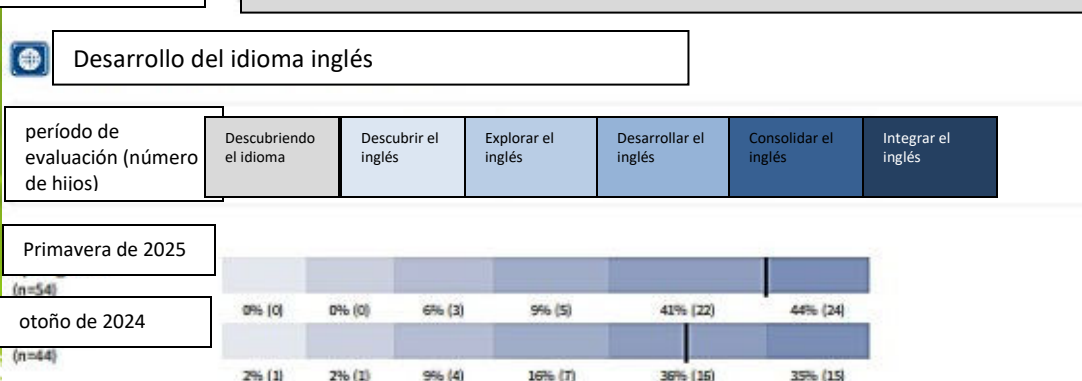 Desarrollo del idioma inglés
período de
evaluación (número
de hijos)
Descubriendo
el idioma
Descubrir el
inglés
Explorar el
inglés
Desarrollar el
inglés
Consolidar el
inglés
Integrar el
inglés
Primavera de 2025
(n=54)
0% (0) 0% (0) 6% (3) 9% (5) 41% (22) 44% (24)
otoño de 2024
(n=44)
2% (1) 2% (1) 9% (4) 16% (7) 36% (16) 35% (15)